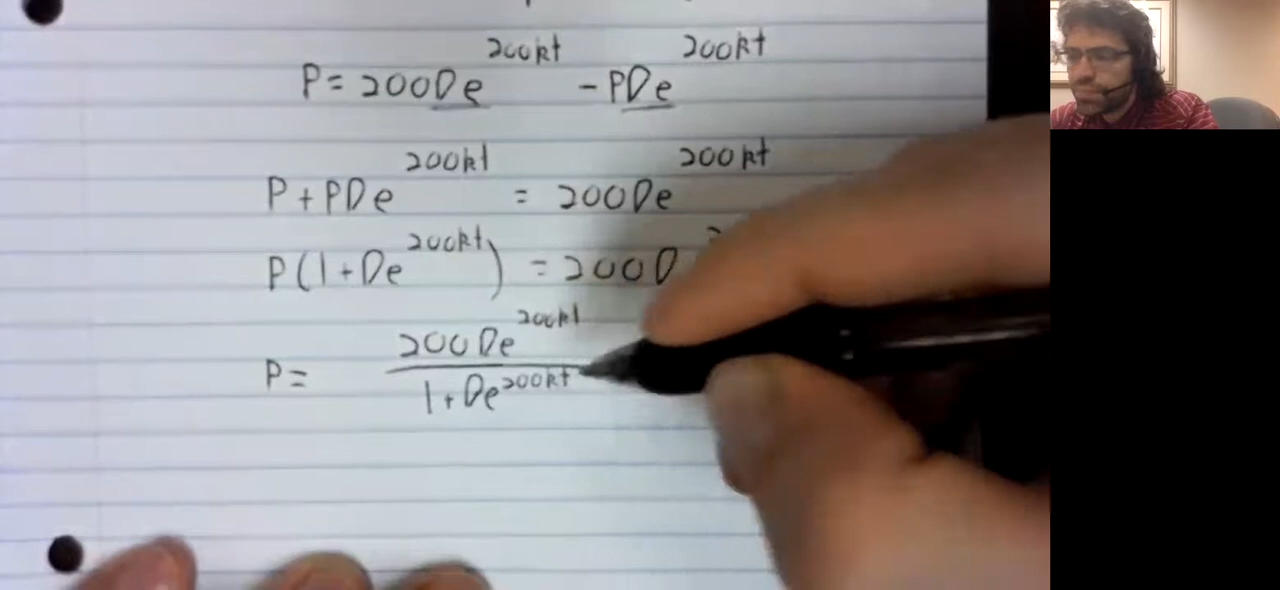 P = 200De^200kt - PDe^200kt
P + PDe^200kt = 200De^200kt
P(1 + De^200kt) = 200D
P = 200De^200kt / 1 + De^200kt